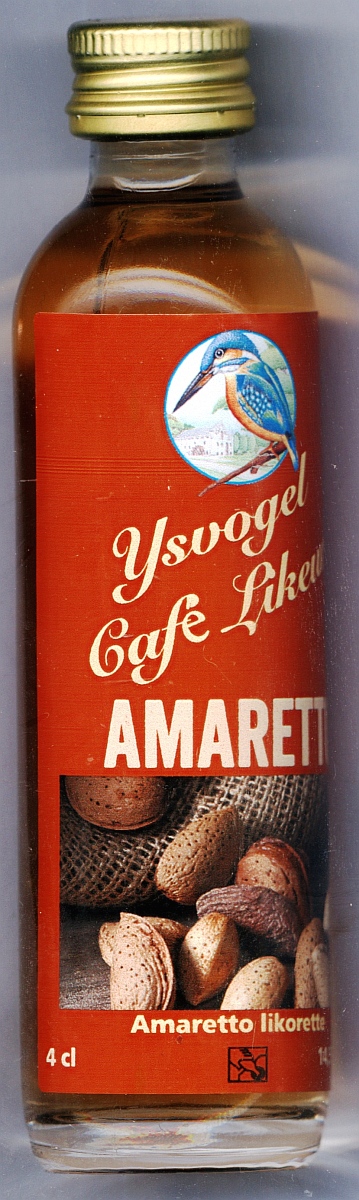 Ysvogel
Café Likeu
AMARETT
Amaretto likorette
4 cl
14